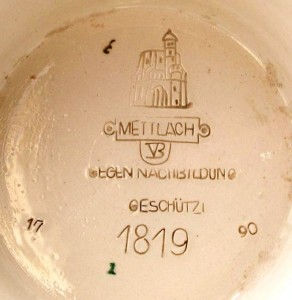 METTLACH
VB
GEGEN NACHBILDUNG
GESCHÜTZT
17
1819
90
1